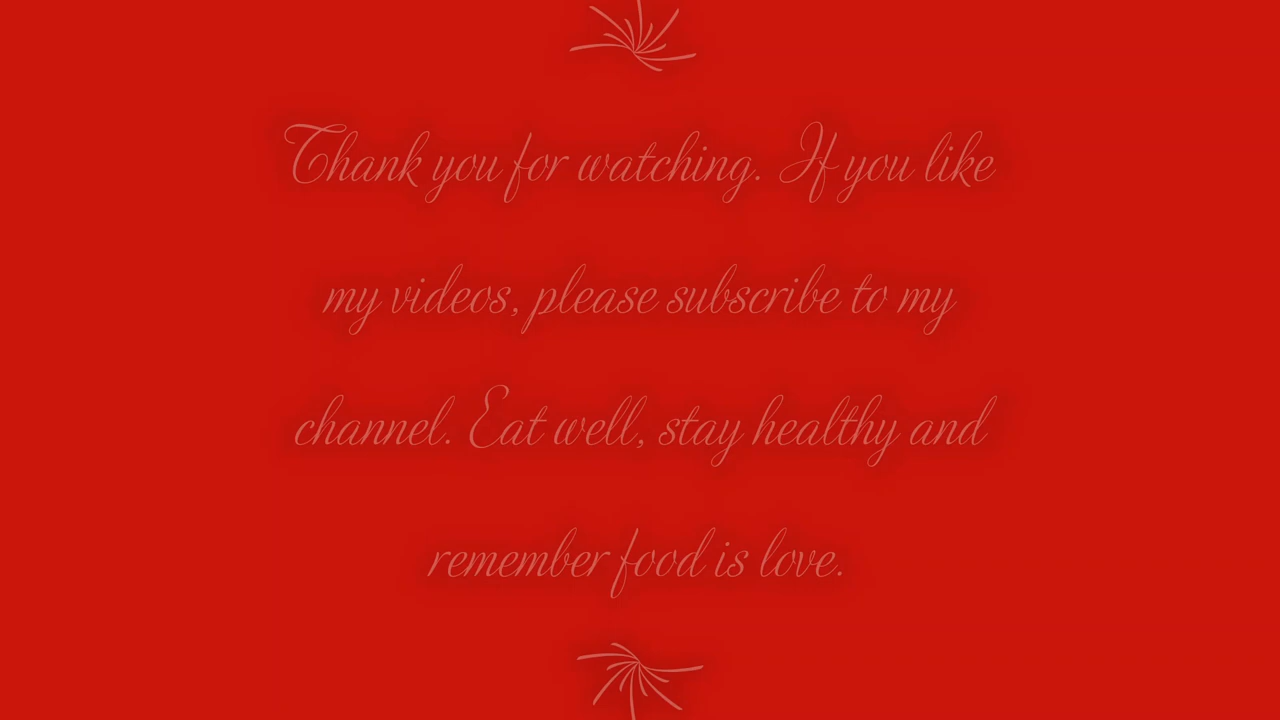 Thank you for watching. If you like
my videos, please subscribe to my
channel. Eat well, stay healthy and
remember food is love.